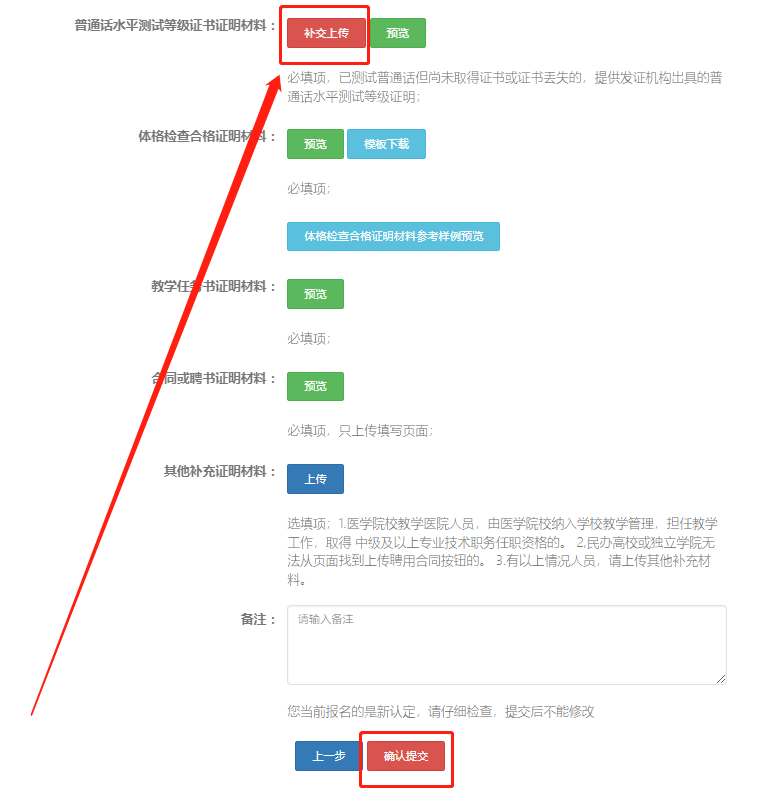 普通话水平测试等级证书证明材料： 补交上传 预览
必填项，已测试普通话但尚未取得证书或证书丢失的，提供发证机构出具的普
通话水平测试等级证明；
体格检查合格证明材料： 预览 模板下载
必填项；
体格检查合格证明材料参考样例预览
教学任务书证明材料： 预览
必填项；
合同或聘书证明材料： 预览
必填项，只上传填写页面；
其他补充证明材料： 上传
选填项；1.医学院校教学医院人员，由医学院校纳入学校教学管理，担任教学
工作，取得 中级及以上专业技术职务任职资格的。 2,民办高校或独立学院无
法从页面找到上传聘用合同按钮的。 3.有以上情况人员，请上传其他补充材
料。
备注： 请输入备注
您当前报名的是新认定，请仔细检查，提交后不能修改
上一步 确认提交